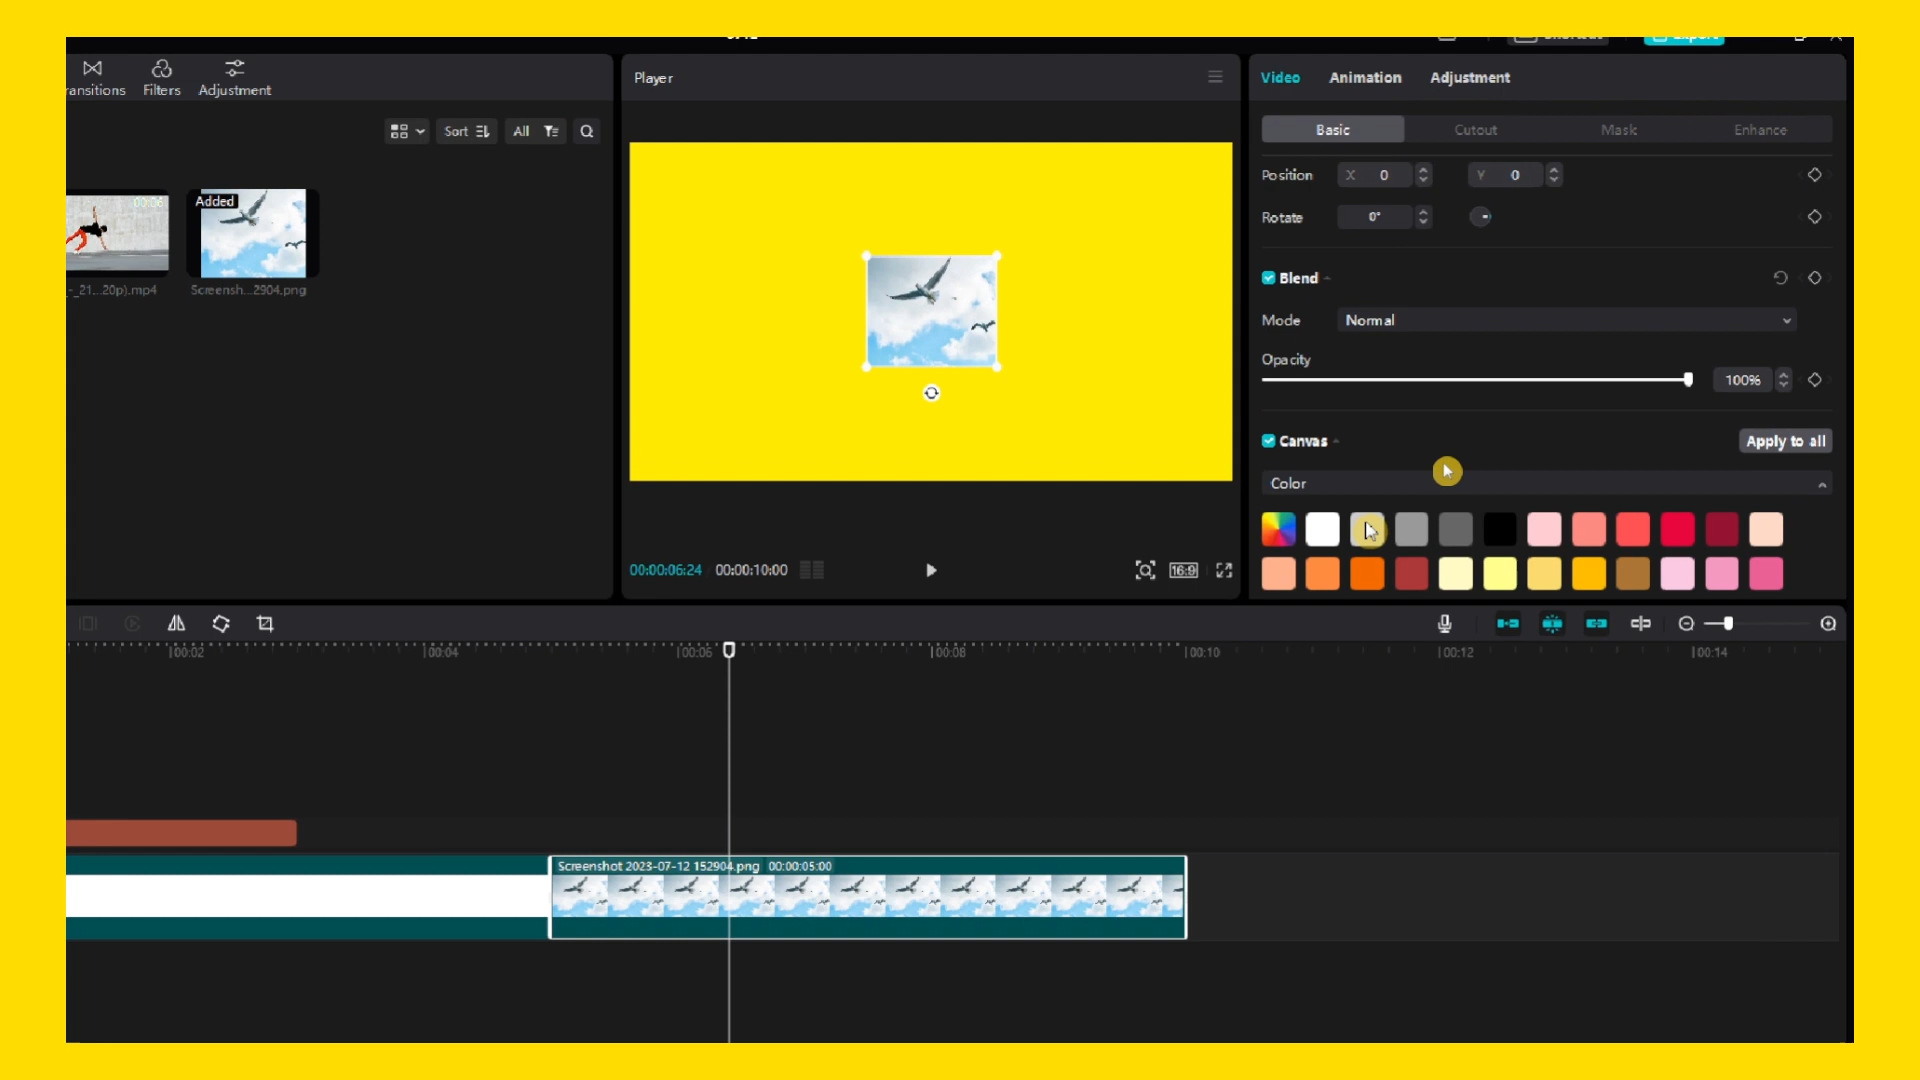 Player
Video Animation Adjustment
ansitions Filters Adjustment
Sort All
Basic Cutout Mask Enhance
Position X 0 Y 0
Added
00:06
Rotate 0°
-_21...20p).mp4 Screensh...2904.png
Blend
Mode Normal
Opacity
100%
Canvas Apply to all
Color
00:00:06:24 00:00:10:00 16:9
00:02 00:04 00:06 00:08 00:10 00:12 00:14
Screenshot 2023-07-12 152904.png 00:00:05:00